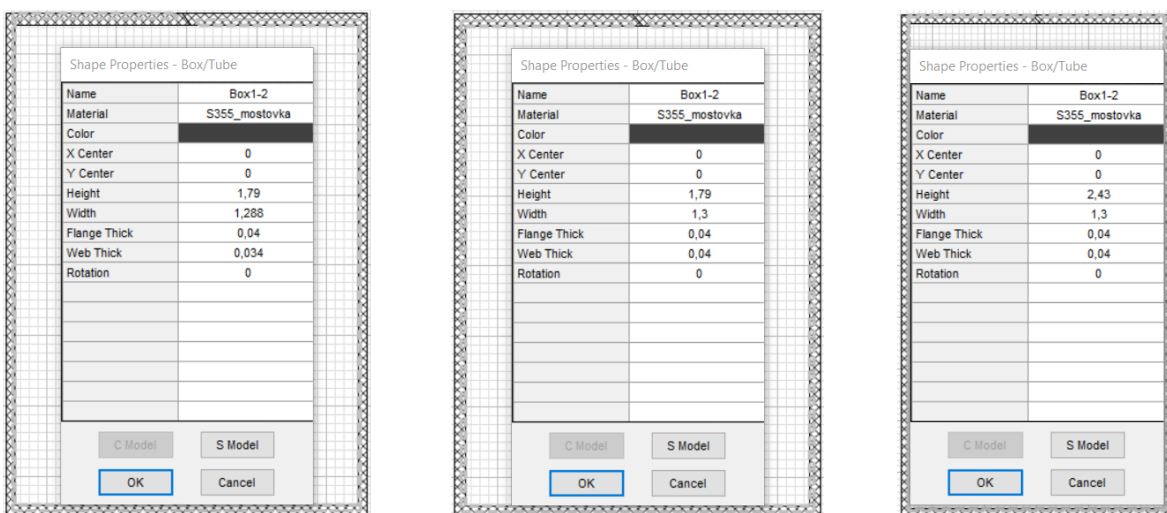 Shape Properties - Box/Tube
Name Box1-2
Material S355_mostovka
Color
X Center 0
Y Center 0
Height 1,79
Width 1,288
Flange Thick 0,04
Web Thick 0,034
Rotation 0
C Model S Model
OK Cancel
Shape Properties - Box/Tube
Name Box1-2
Material S355_mostovka
Color
X Center 0
Y Center 0
Height 1,79
Width 1,3
Flange Thick 0,04
Web Thick 0,04
Rotation 0
C Model S Model
OK Cancel
Shape Properties - Box/Tube
Name Box1-2
Material S355_mostovka
Color
X Center 0
Y Center 0
Height 2,43
Width 1,3
Flange Thick 0,04
Web Thick 0,04
Rotation 0
C Model S Model
OK Cancel